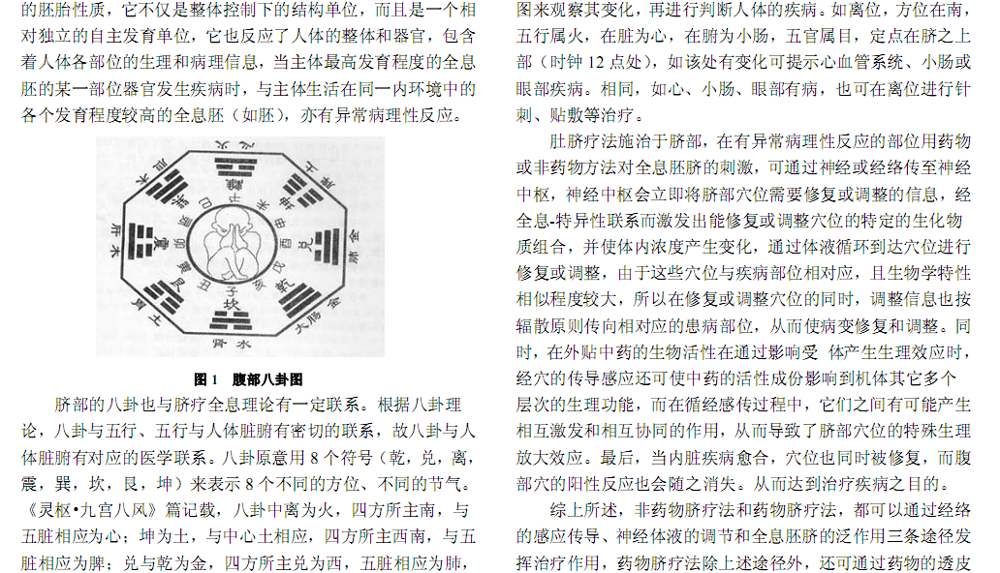 的胚胎性质，它不仅是整体控制下的结构单位，而且是一个相
对独立的自主发育单位，它也反应了人体的整体和器官，包含
着人体各部位的生理和病理信息，当主体最高发育程度的全息
胚的某一部位器官发生疾病时，与主体生活在同一内环境中的
各个发育程度较高的全息胚（如胚），亦有异常病理性反应。
心 火
脾 土
胆 木
離
坤
巽
午
未
巳
申
辰
肝 木
震
卯
酉
兑
金 肺
寅
戌
艮
丑
子
亥
乾
胃 土
坎
大肠 金
肾 水
图 1 腹部八卦图
脐部的八卦也与脐疗全息理论有一定联系。根据八卦理
论，八卦与五行、五行与人体脏腑有密切的联系，故八卦与人
体脏腑有对应的医学联系。八卦原意用 8 个符号（乾，兑，离，
震，巽，坎，艮，坤）来表示 8 个不同的方位、不同的节气。
《灵枢•九宫八风》篇记载，八卦中离为火，四方所主南，与
五脏相应为心；坤为土，与中心土相应，四方所主西南，与五
脏相应为脾；兑与乾为金，四方所主兑为西，五脏相应为肺，
图来观察其变化，再进行判断人体的疾病。如离位，方位在南，
五行属火，在脏为心，在腑为小肠，五官属目，定点在脐之上
部（时钟 12 点处），如该处有变化可提示心血管系统、小肠或
眼部疾病。相同，如心、小肠、眼部有病，也可在离位进行针
刺、贴敷等治疗。
肚脐疗法施治于脐部，在有异常病理性反应的部位用药物
或非药物方法对全息胚脐的刺激，可通过神经或经络传至神经
中枢，神经中枢会立即将脐部穴位需要修复或调整的信息，经
全息-特异性联系而激发出能修复或调整穴位的特定的生化物
质组合，并使体内浓度产生变化，通过体液循环到达穴位进行
修复或调整，由于这些穴位与疾病部位相对应，且生物学特性
相似程度较大，所以在修复或调整穴位的同时，调整信息也按
辐散原则传向相对应的患病部位，从而使病变修复和调整。同
时，在外贴中药的生物活性在通过影响受 体产生生理效应时，
经穴的传导感应还可使中药的活性成份影响到机体其它多个
层次的生理功能，而在循经感传过程中，它们之间有可能产生
相互激发和相互协同的作用，从而导致了脐部穴位的特殊生理
放大效应。最后，当内脏疾病愈合，穴位也同时被修复，而腹
部穴的阳性反应也会随之消失。从而达到治疗疾病之目的。
综上所述，非药物脐疗法和药物脐疗法，都可以通过经络
的感应传导、神经体液的调节和全息胚脐的泛作用三条途径发
挥治疗作用，药物脐疗法除上述途径外，还可通过药物的透皮